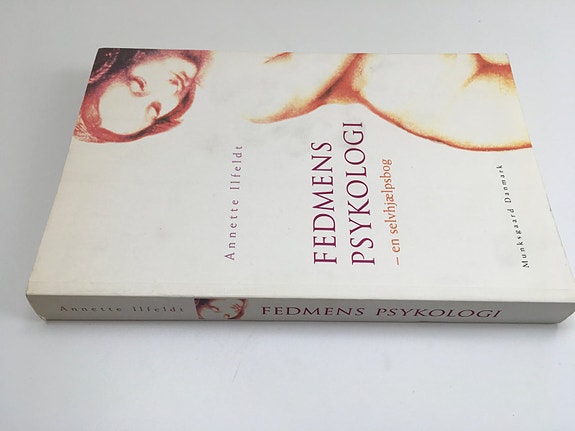 Annette Ilfeldt
FEDMENS
PSYKOLOGI
– en selvhjælpsbog
Munksgaard Danmark
Annette Ilfeldt FEDMENS PSYKOLOGI